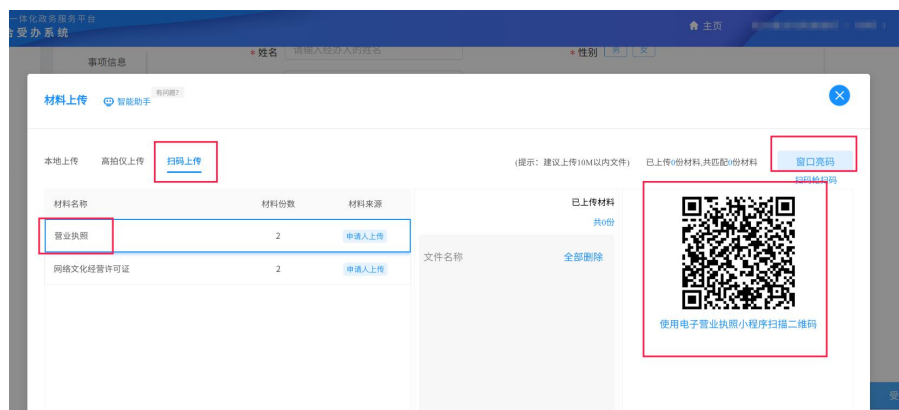 一体化政务服务平台
合受办系统
主页
事项信息
* 姓名 请输入经办人的姓名 * 性别 男 女
材料上传 智能助手 有问题?
本地上传 高拍仪上传 扫码上传 (提示：建议上传10M以内文件) 已上传0份材料,共匹配0份材料 窗口亮码
扫码枪扫码
材料名称 材料份数 材料来源 已上传材料
共0份
营业执照 2 申请人上传
文件名称 全部删除
网络文化经营许可证 2 申请人上传
使用电子营业执照小程序扫描二维码
受